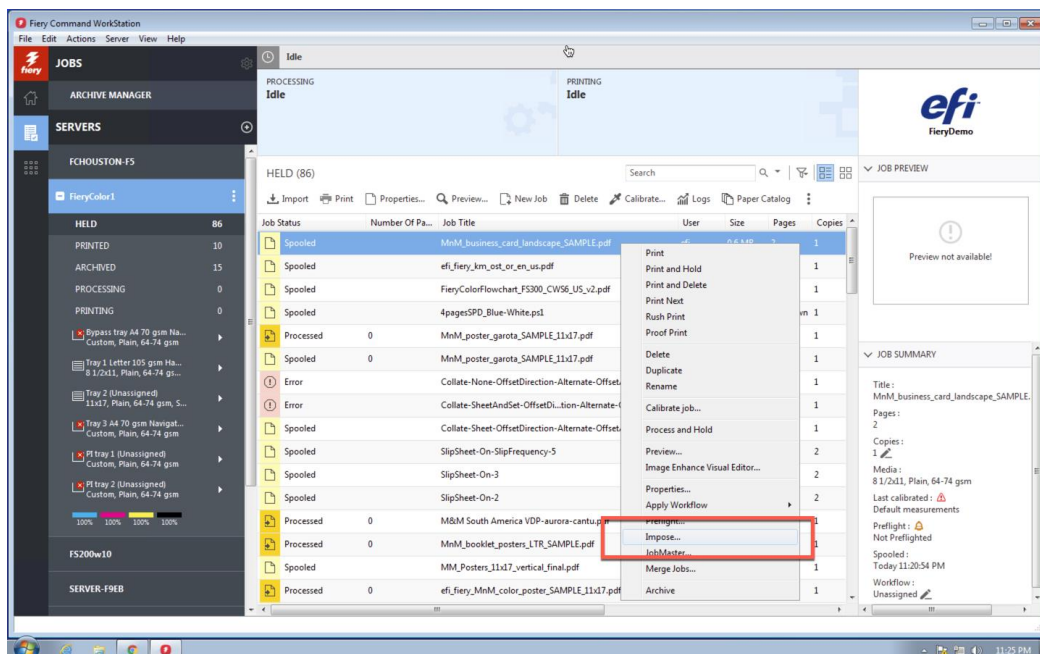 Fiery Command WorkStation
File Edit Actions Server View Help
fiery
JOBS
ARCHIVE MANAGER
SERVERS
FCHOUSTON-F5
FieryColor1
HELD 86
PRINTED 10
ARCHIVED 15
PROCESSING 0
PRINTING 0
Bypass tray A4 70 gsm Na...
Custom, Plain, 64-74 gsm
Tray 1 Letter 105 gsm Ha...
8 1/2x11, Plain, 64-74 gs...
Tray 2 (Unassigned)
11x17, Plain, 64-74 gsm, S...
Tray 3 A4 70 gsm Navigat...
Custom, Plain, 64-74 gsm
PI tray 1 (Unassigned)
Custom, Plain, 64-74 gsm
PI tray 2 (Unassigned)
Custom, Plain, 64-74 gsm
100% 100% 100% 100%
FS200w10
SERVER-F9EB
Idle
PROCESSING
Idle
PRINTING
Idle
HELD (86)
Search
Import Print Properties... Preview... New Job Delete Calibrate... Logs Paper Catalog
Job Status Number Of Pa... Job Title User Size Pages Copies
Spooled MnM_business_card_landscape_SAMPLE.pdf efi 0.6 MB 2 1
Spooled efi_fiery_km_ost_or_en_us.pdf 1
Spooled FieryColorFlowchart_FS300_CWS6_US_v2.pdf 1
Spooled 4pagesSPD_Blue-White.ps1 wn 1
Processed 0 MnM_poster_garota_SAMPLE_11x17.pdf 1
Spooled 0 MnM_poster_garota_SAMPLE_11x17.pdf 1
Error Collate-None-OffsetDirection-Alternate-Offset 1
Error Collate-SheetAndSet-OffsetDi...tion-Alternate- 1
Spooled Collate-Sheet-OffsetDirection-Alternate-Offset 1
Spooled SlipSheet-On-SlipFrequency-5 2
Spooled SlipSheet-On-3 2
Spooled SlipSheet-On-2 2
Processed 0 M&M South America VDP-aurora-cantu.pdf 1
Processed 0 MnM_booklet_posters_LTR_SAMPLE.pdf 1
Spooled MM_Posters_11x17_vertical_final.pdf 1
Processed 0 efi_fiery_MnM_color_poster_SAMPLE_11x17.pdf 1
Print
Print and Hold
Print and Delete
Print Next
Rush Print
Proof Print
Delete
Duplicate
Rename
Calibrate job...
Process and Hold
Preview...
Image Enhance Visual Editor...
Properties...
Apply Workflow
Preflight...
Impose...
JobMaster...
Merge Jobs...
Archive
efi
FieryDemo
JOB PREVIEW
Preview not available!
JOB SUMMARY
Title :
MnM_business_card_landscape_SAMPLE.
Pages :
2
Copies :
1
Media :
8 1/2x11, Plain, 64-74 gsm
Last calibrated :
Default measurements
Preflight :
Not Preflighted
Spooled :
Today 11:20:54 PM
Workflow :
Unassigned
11:25 PM